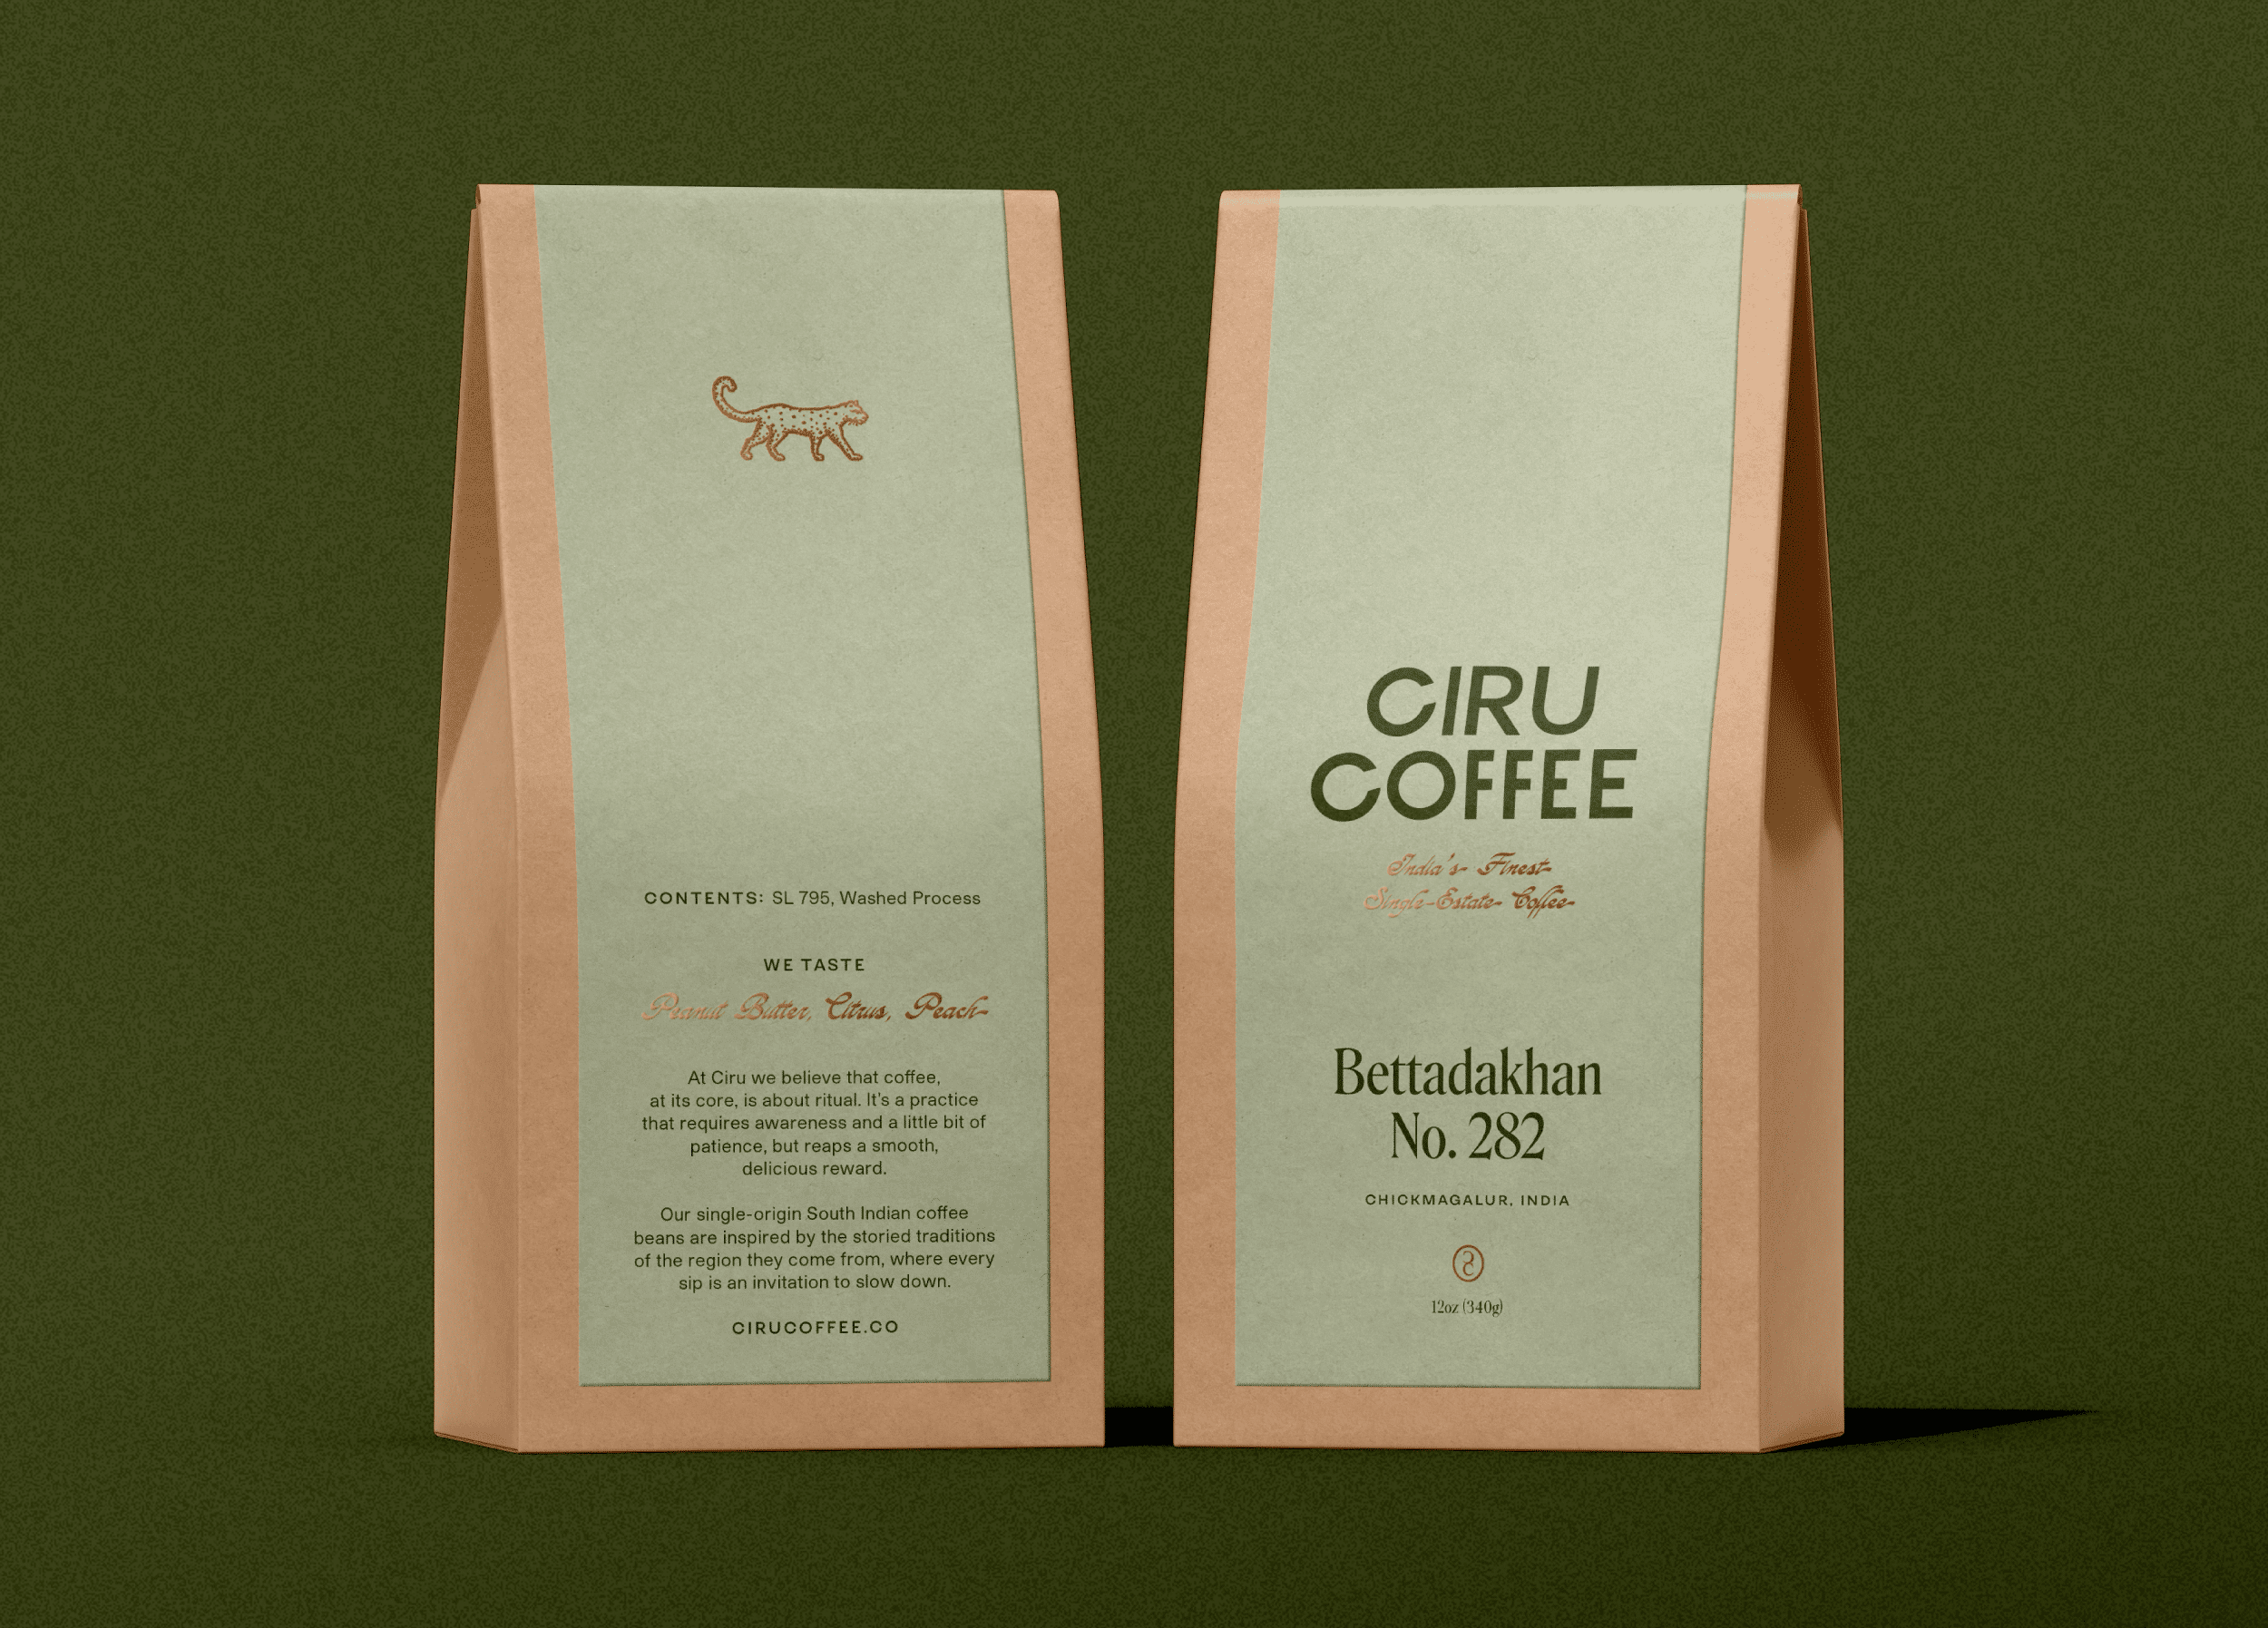 CONTENTS: SL 795, Washed Process
WE TASTE
Peanut Butter, Citrus, Peach
At Ciru we believe that coffee,
at its core, is about ritual. It's a practice
that requires awareness and a little bit of
patience, but reaps a smooth,
delicious reward.
Our single-origin South Indian coffee
beans are inspired by the storied traditions
of the region they come from, where every
sip is an invitation to slow down.
CIRUCOFFEE.CO
CIRU
COFFEE
India's Finest
Single-Estate Coffee
Bettadakhan
No. 282
CHICKMAGALUR, INDIA
12oz (340g)